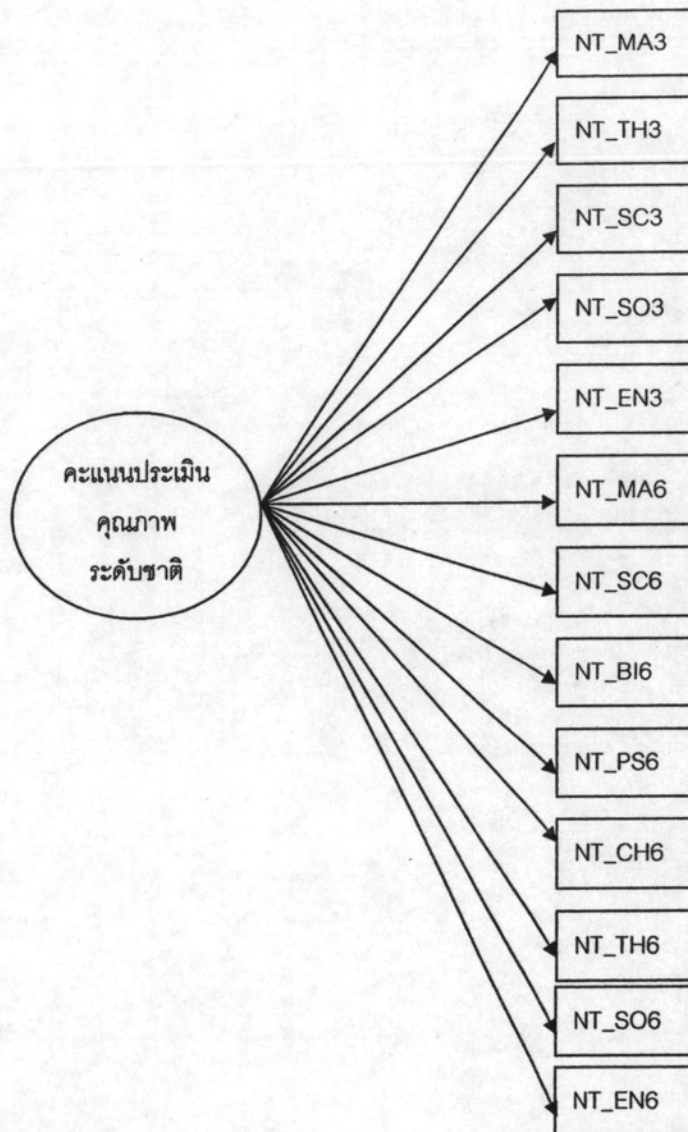 NT_MA3
NT_TH3
NT_SC3
NT_SO3
NT_EN3
คะแนนประเมิน
คุณภาพ
ระดับชาติ
NT_MA6
NT_SC6
NT_BI6
NT_PS6
NT_CH6
NT_TH6
NT_SO6
NT_EN6